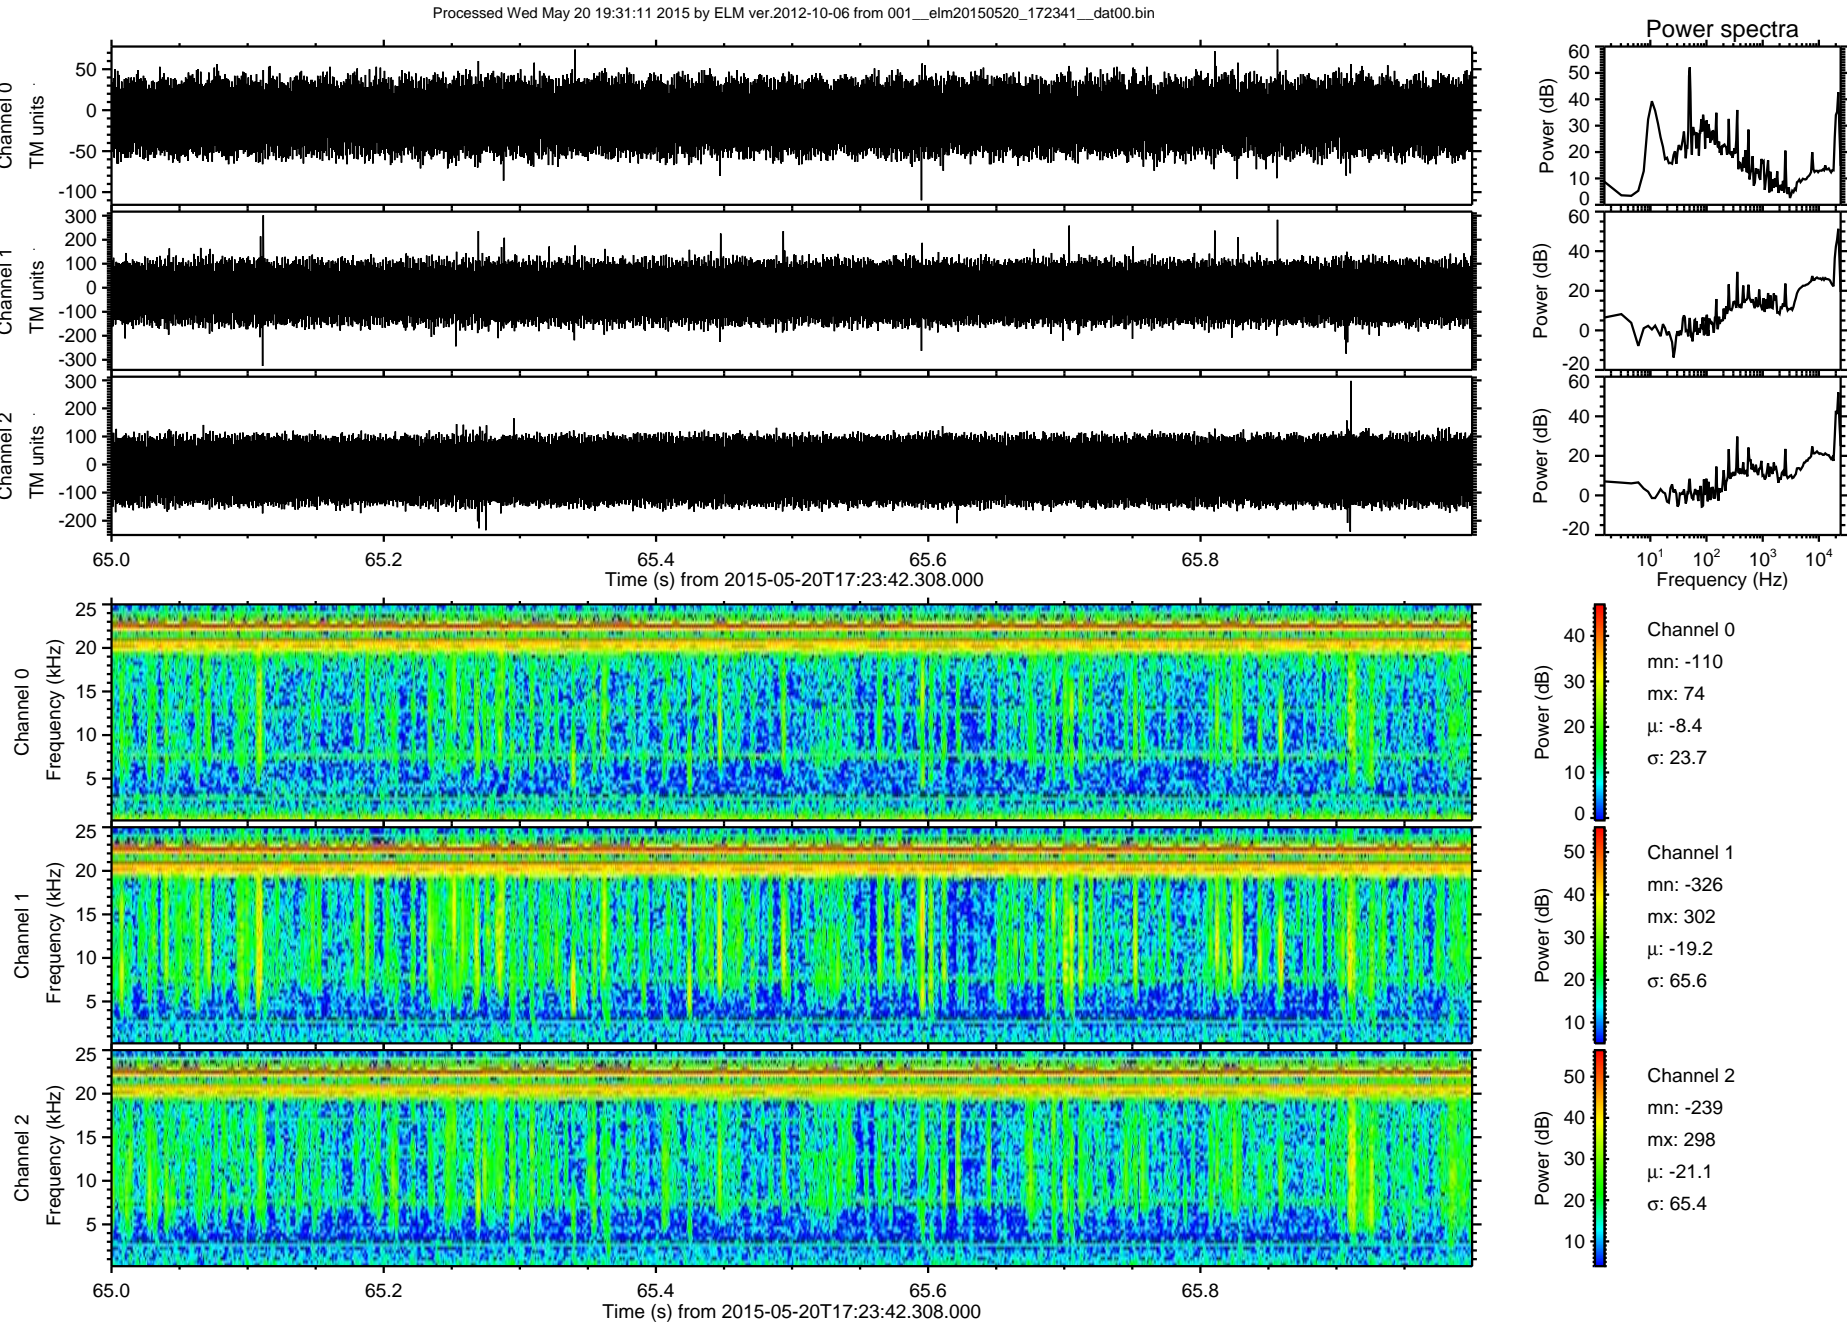 Processed Wed May 20 19:31:11 2015 by ELM ver.2012-10-06 from 001__elm20150520_172341__dat00.bin
Power spectra
Channel 0
TM units
50
0
-50
-100
Power (dB)
60
50
40
30
20
10
0
Channel 1
TM units
300
200
100
0
-100
-200
-300
Power (dB)
60
40
20
0
-20
Channel 2
TM units
300
200
100
0
-100
-200
Power (dB)
60
40
20
0
-20
65.0 65.2 65.4 65.6 65.8
Time (s) from 2015-05-20T17:23:42.308.000
10^1 10^2 10^3 10^4
Frequency (Hz)
Channel 0
Frequency (kHz)
25
20
15
10
5
Power (dB)
40
30
20
10
0
Channel 0
mn: -110
mx: 74
μ: -8.4
σ: 23.7
Channel 1
Frequency (kHz)
25
20
15
10
5
Power (dB)
50
40
30
20
10
Channel 1
mn: -326
mx: 302
μ: -19.2
σ: 65.6
Channel 2
Frequency (kHz)
25
20
15
10
5
Power (dB)
50
40
30
20
10
Channel 2
mn: -239
mx: 298
μ: -21.1
σ: 65.4
65.0 65.2 65.4 65.6 65.8
Time (s) from 2015-05-20T17:23:42.308.000